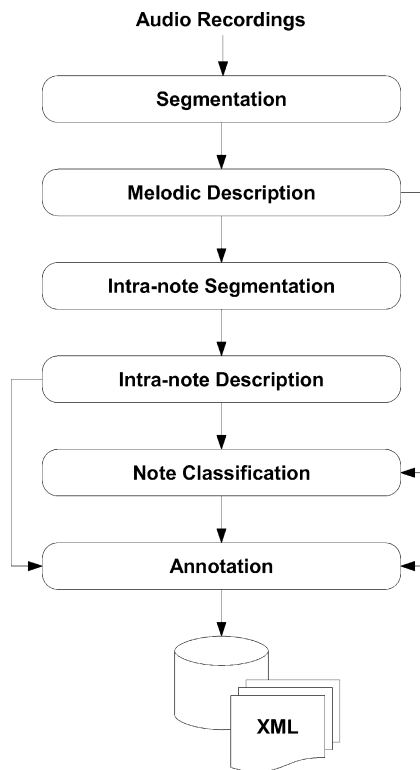 Audio Recordings
Segmentation
Melodic Description
Intra-note Segmentation
Intra-note Description
Note Classification
Annotation
XML